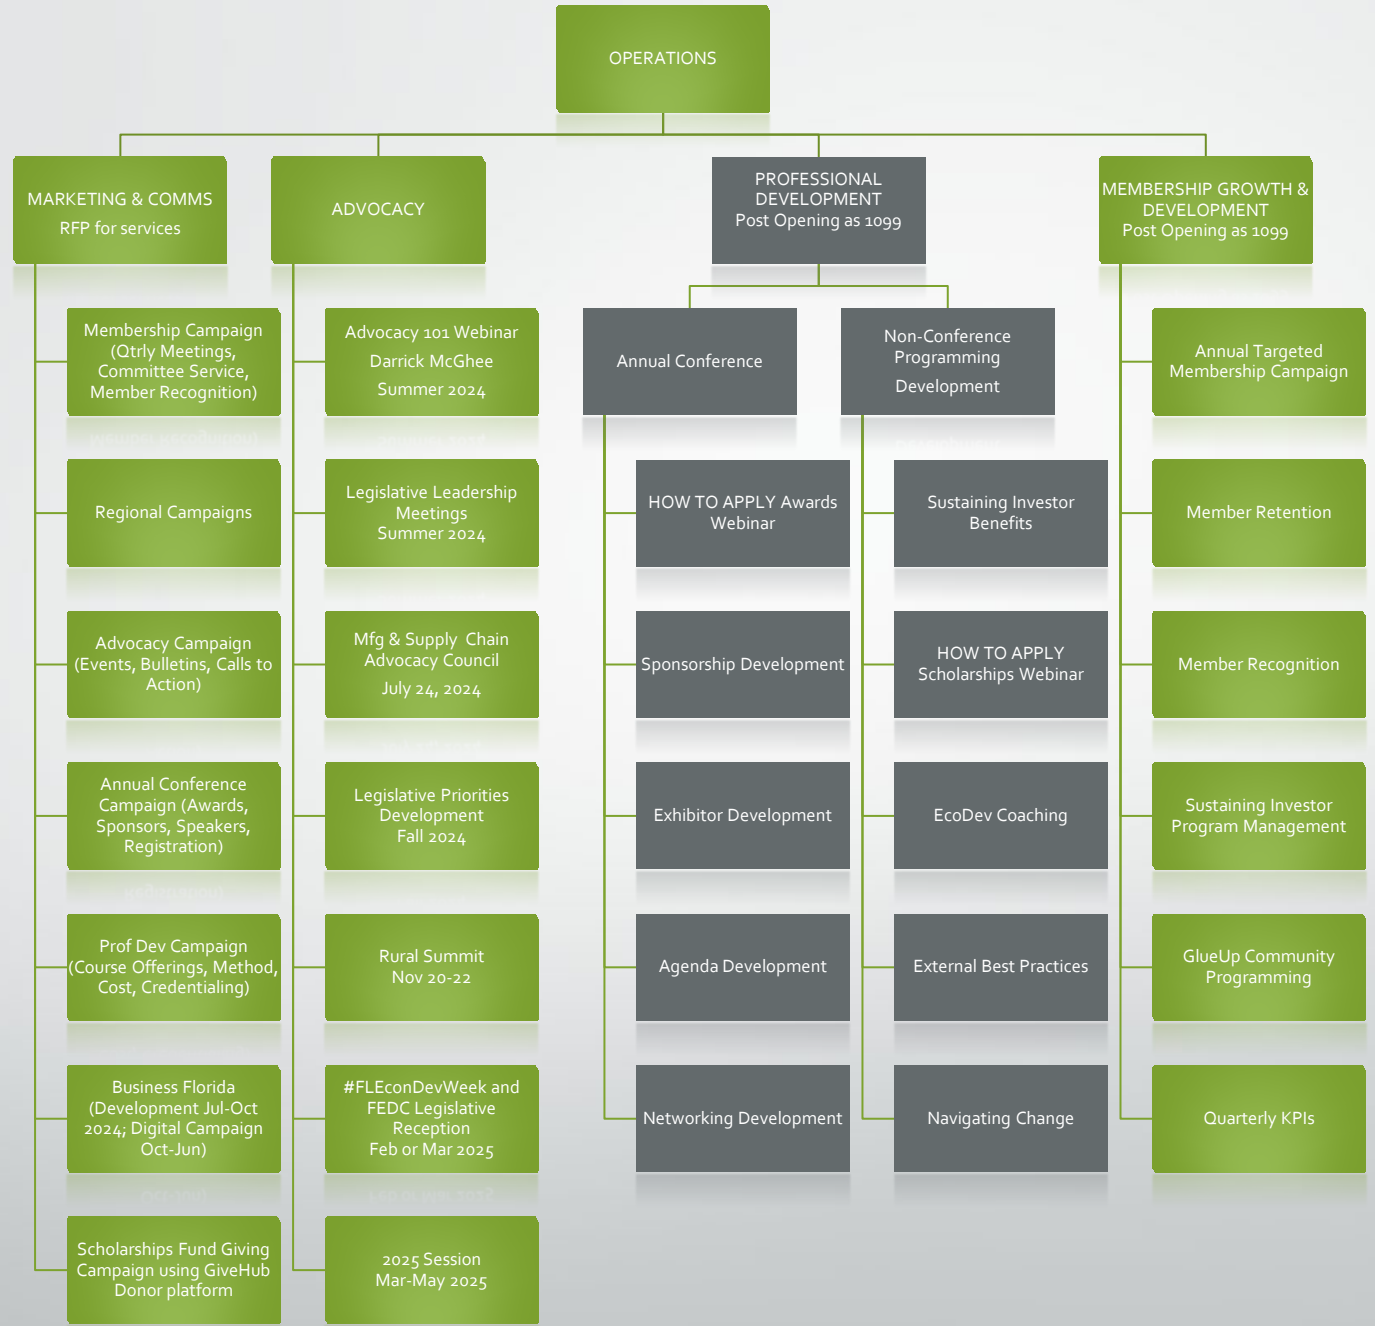 OPERATIONS
MARKETING & COMMS
RFP for services
Membership Campaign
(Qtrly Meetings,
Committee Service,
Member Recognition)
Regional Campaigns
Advocacy Campaign
(Events, Bulletins, Calls to
Action)
Annual Conference
Campaign (Awards,
Sponsors, Speakers,
Registration)
Prof Dev Campaign
(Course Offerings, Method,
Cost, Credentialing)
Business Florida
(Development Jul-Oct
2024; Digital Campaign
Oct-Jun)
Scholarships Fund Giving
Campaign using GiveHub
Donor platform
ADVOCACY
Advocacy 101 Webinar
Darrick McGhee
Summer 2024
Legislative Leadership
Meetings
Summer 2024
Mfg & Supply Chain
Advocacy Council
July 24, 2024
Legislative Priorities
Development
Fall 2024
Rural Summit
Nov 20-22
#FLEconDevWeek and
FEDC Legislative
Reception
Feb or Mar 2025
2025 Session
Mar-May 2025
PROFESSIONAL
DEVELOPMENT
Post Opening as 1099
Annual Conference
HOW TO APPLY Awards
Webinar
Sponsorship Development
Exhibitor Development
Agenda Development
Networking Development
Non-Conference
Programming
Development
Sustaining Investor
Benefits
HOW TO APPLY
Scholarships Webinar
EcoDev Coaching
External Best Practices
Navigating Change
MEMBERSHIP GROWTH &
DEVELOPMENT
Post Opening as 1099
Annual Targeted
Membership Campaign
Member Retention
Member Recognition
Sustaining Investor
Program Management
GlueUp Community
Programming
Quarterly KPIs